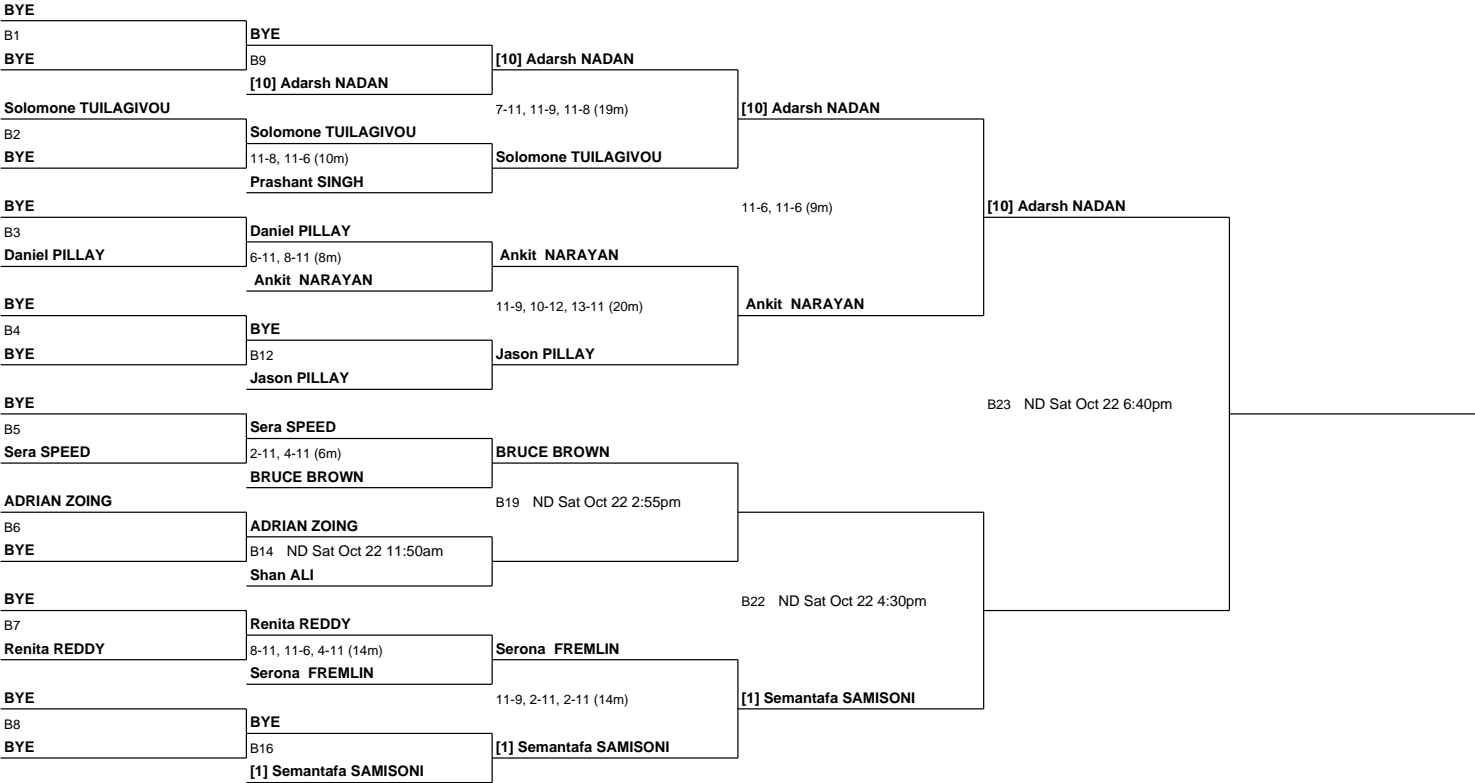 BYE
B1
BYE
Solomone TUILAGIVOU
B2
BYE
BYE
B3
Daniel PILLAY
BYE
B4
BYE
BYE
B5
Sera SPEED
ADRIAN ZOING
B6
BYE
BYE
B7
Renita REDDY
BYE
B8
BYE
BYE
B9
[10] Adarsh NADAN
Solomone TUILAGIVOU
11-8, 11-6 (10m)
Prashant SINGH
Daniel PILLAY
6-11, 8-11 (8m)
Ankit NARAYAN
BYE
B12
Jason PILLAY
Sera SPEED
2-11, 4-11 (6m)
BRUCE BROWN
ADRIAN ZOING
B14 ND Sat Oct 22 11:50am
Shan ALI
Renita REDDY
8-11, 11-6, 4-11 (14m)
Serona FREMLIN
BYE
B16
[1] Semantafa SAMISONI
[10] Adarsh NADAN
7-11, 11-9, 11-8 (19m)
Solomone TUILAGIVOU
Ankit NARAYAN
11-9, 10-12, 13-11 (20m)
Jason PILLAY
BRUCE BROWN
B19 ND Sat Oct 22 2:55pm
Serona FREMLIN
11-9, 2-11, 2-11 (14m)
[1] Semantafa SAMISONI
[10] Adarsh NADAN
11-6, 11-6 (9m)
Ankit NARAYAN
B22 ND Sat Oct 22 4:30pm
[1] Semantafa SAMISONI
[10] Adarsh NADAN
B23 ND Sat Oct 22 6:40pm